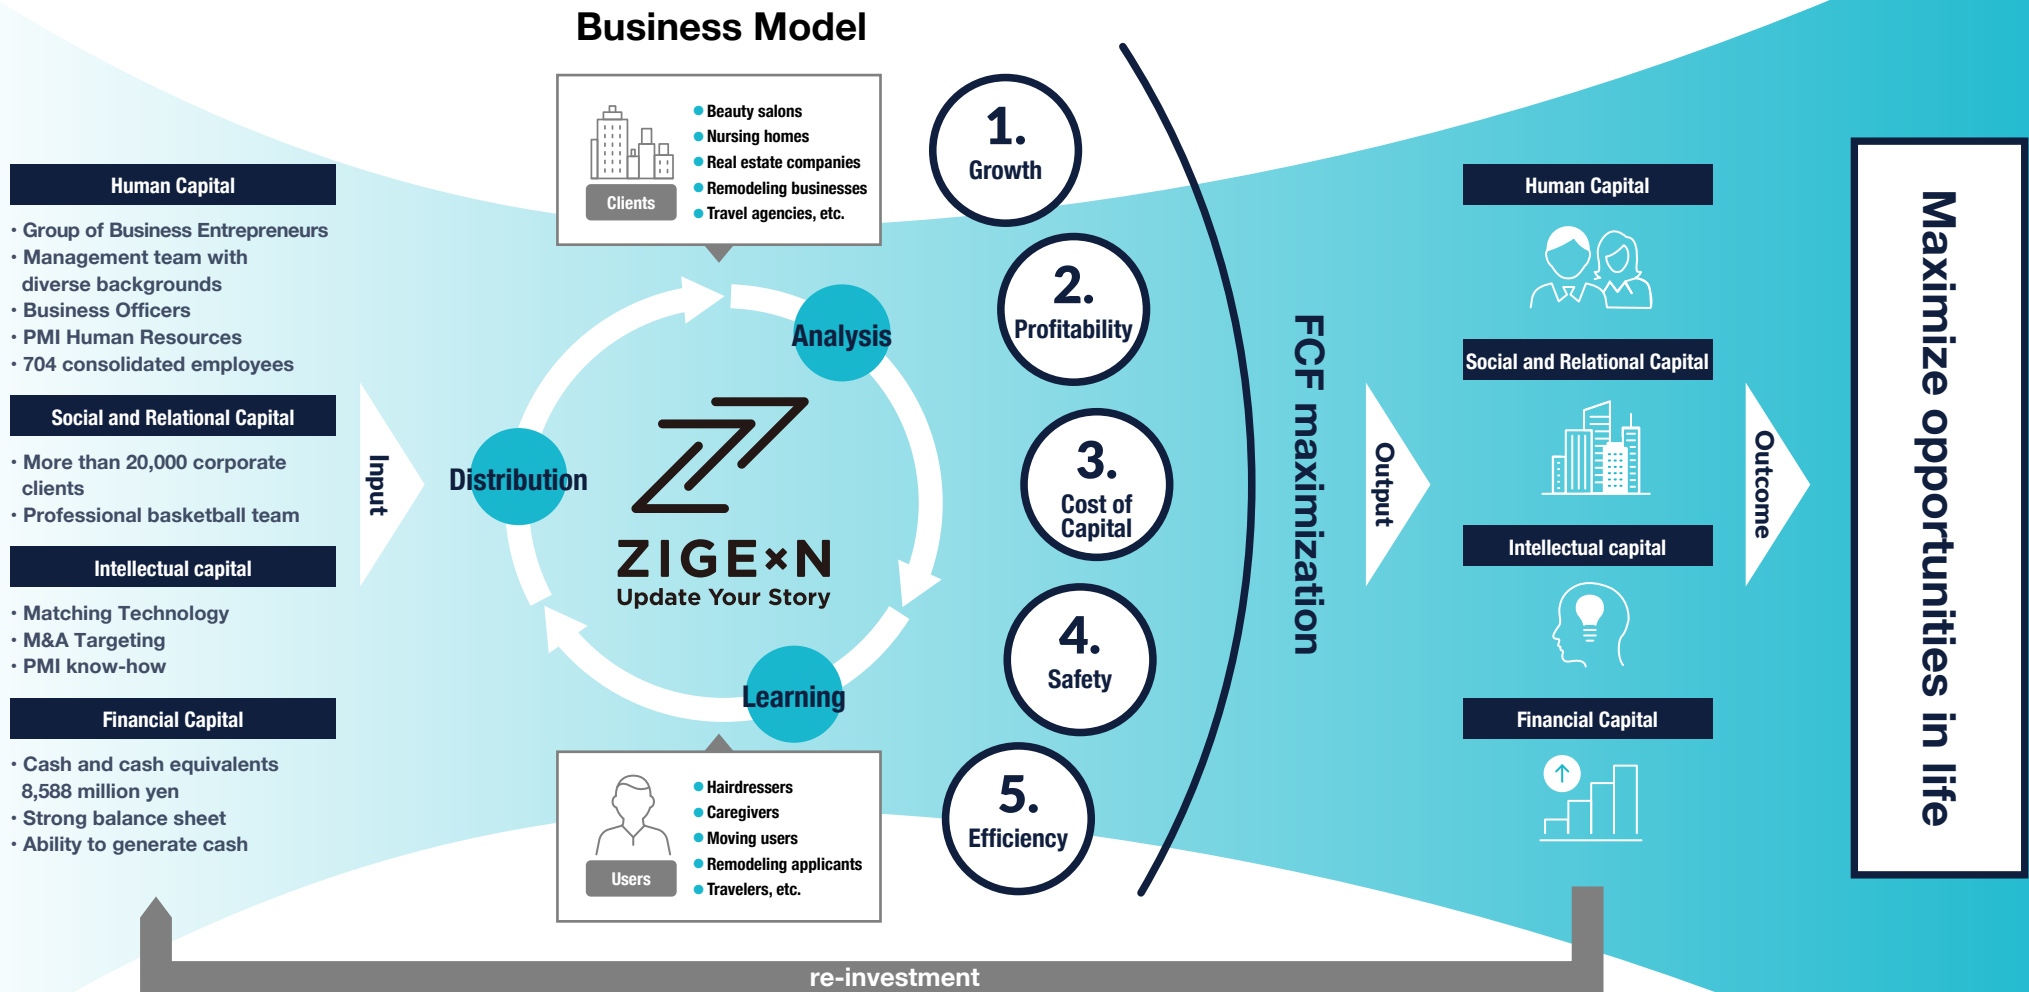 Business Model
Human Capital
・Group of Business Entrepreneurs
・Management team with
diverse backgrounds
・Business Officers
・PMI Human Resources
・704 consolidated employees
Social and Relational Capital
・More than 20,000 corporate
clients
・Professional basketball team
Intellectual capital
・Matching Technology
・M&A Targeting
・PMI know-how
Financial Capital
・Cash and cash equivalents
8,588 million yen
・Strong balance sheet
・Ability to generate cash
Input
Clients
● Beauty salons
● Nursing homes
● Real estate companies
● Remodeling businesses
● Travel agencies, etc.
Analysis
Distribution
Learning
ZIGExN
Update Your Story
Users
● Hairdressers
● Caregivers
● Moving users
● Remodeling applicants
● Travelers, etc.
1.
Growth
2.
Profitability
3.
Cost of
Capital
4.
Safety
5.
Efficiency
FCF maximization
Output
Human Capital
Social and Relational Capital
Intellectual capital
Financial Capital
Outcome
Maximize opportunities in life
re-investment